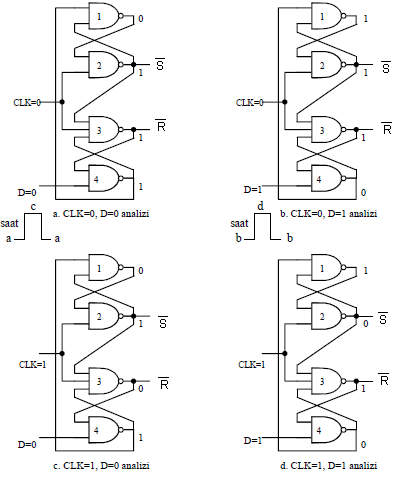 1
0
2
S
1
CLK=0
3
R
1
4
1
D=0
a. CLK=0, D=0 analizi
1
1
2
S
1
CLK=0
3
R
1
4
0
D=1
b. CLK=0, D=1 analizi
c
saat
a
a
d
saat
b
b
1
0
2
S
1
CLK=1
3
R
0
4
1
D=0
c. CLK=1, D=0 analizi
1
1
2
S
0
CLK=1
3
R
1
4
0
D=1
d. CLK=1, D=1 analizi